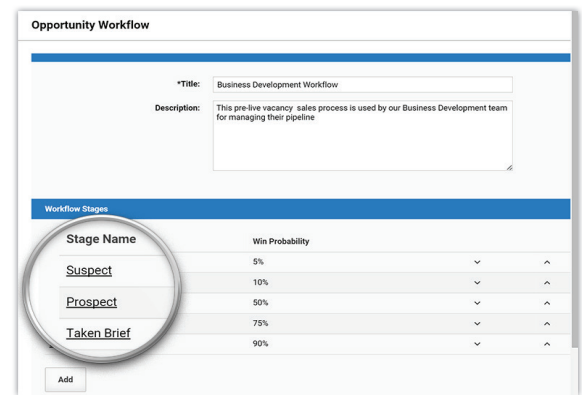 Opportunity Workflow
*Title: Business Development Workflow
Description: This pre-live vacancy sales process is used by our Business Development team
for managing their pipeline
Workflow Stages
Stage Name
Win Probability
Suspect
5%
10%
Prospect
50%
75%
Taken Brief
90%
Add